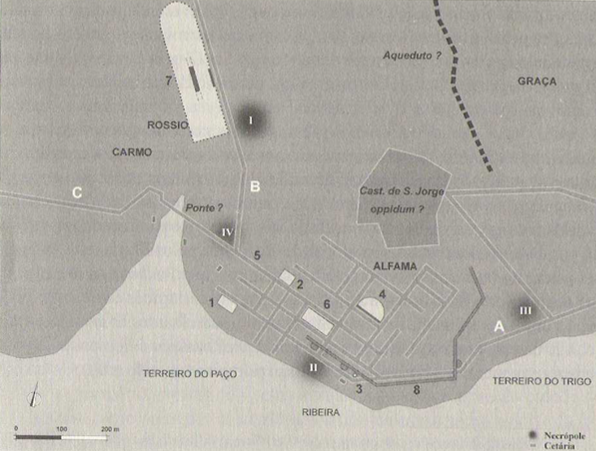 Aqueduto ?
GRAÇA
7
ROSSIO
I
CARMO
C
B
Cast. de S. Jorge
oppidum ?
Ponte ?
IV
5
ALFAMA
2
1
6
4
III
A
II
TERREIRO DO PAÇO
3
8
TERREIRO DO TRIGO
RIBEIRA
0 100 200 m
Necrópole
Cetária